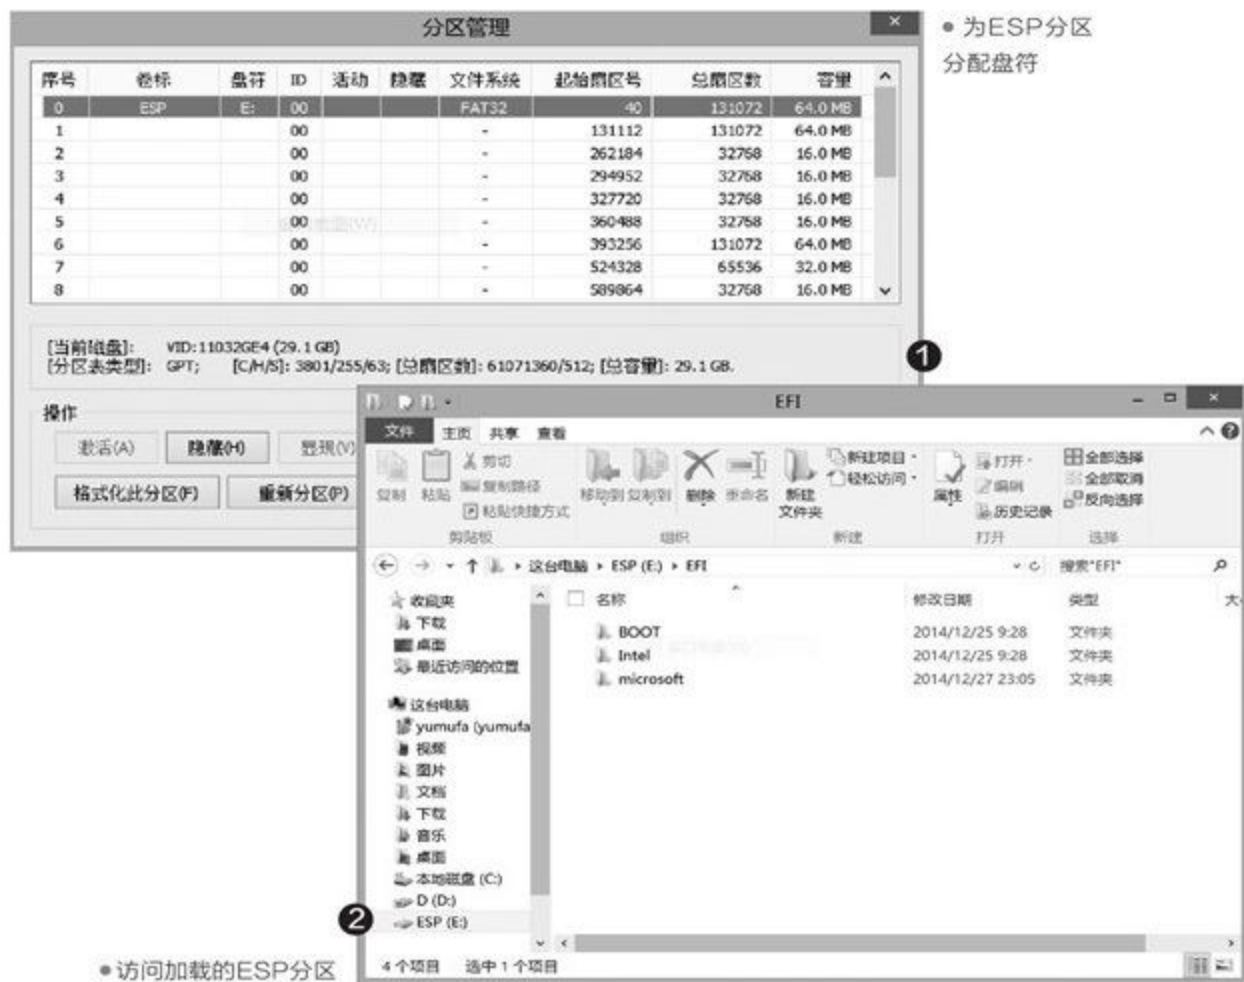 分区管理
● 为ESP分区
分配盘符
序号 卷标 盘符 ID 活动 隐藏 文件系统 起始扇区号 总扇区数 容量
0 ESP E: 00 FAT32 40 131072 64.0 MB
1 00 - 131112 131072 64.0 MB
2 00 - 262184 32768 16.0 MB
3 00 - 294952 32768 16.0 MB
4 00 - 327720 32768 16.0 MB
5 00 - 360488 32768 16.0 MB
6 00 - 393256 131072 64.0 MB
7 00 - 524328 65536 32.0 MB
8 00 - 589864 32768 16.0 MB
[当前磁盘]: VID:11032GE4 (29.1 GB)
[分区表类型]: GPT; [C/H/S]: 3801/255/63; [总扇区数]: 61071360/512; [总容量]: 29.1 GB.
1
操作
激活(A) 隐藏(H) 显现(V)
格式化此分区(F) 重新分区(P)
EFI
文件 主页 共享 查看
复制 粘贴 剪切 复制路径 粘贴快捷方式
移动到 复制到 删除 重命名
新建文件夹 新建项目 轻松访问
属性 打开 编辑 历史记录
全部选择 全部取消 反向选择
剪贴板 组织 新建 打开 选择
这台电脑 ESP (E:) EFI 搜索"EFI"
名称 修改日期 类型 大
BOOT 2014/12/25 9:28 文件夹
Intel 2014/12/25 9:28 文件夹
microsoft 2014/12/27 23:05 文件夹
收藏夹
下载
桌面
最近访问的位置
这台电脑
yumufa (yumufa
视频
图片
文档
下载
音乐
桌面
本地磁盘 (C:)
D (D:)
2
ESP (E:)
4 个项目 选中 1 个项目
● 访问加载的ESP分区